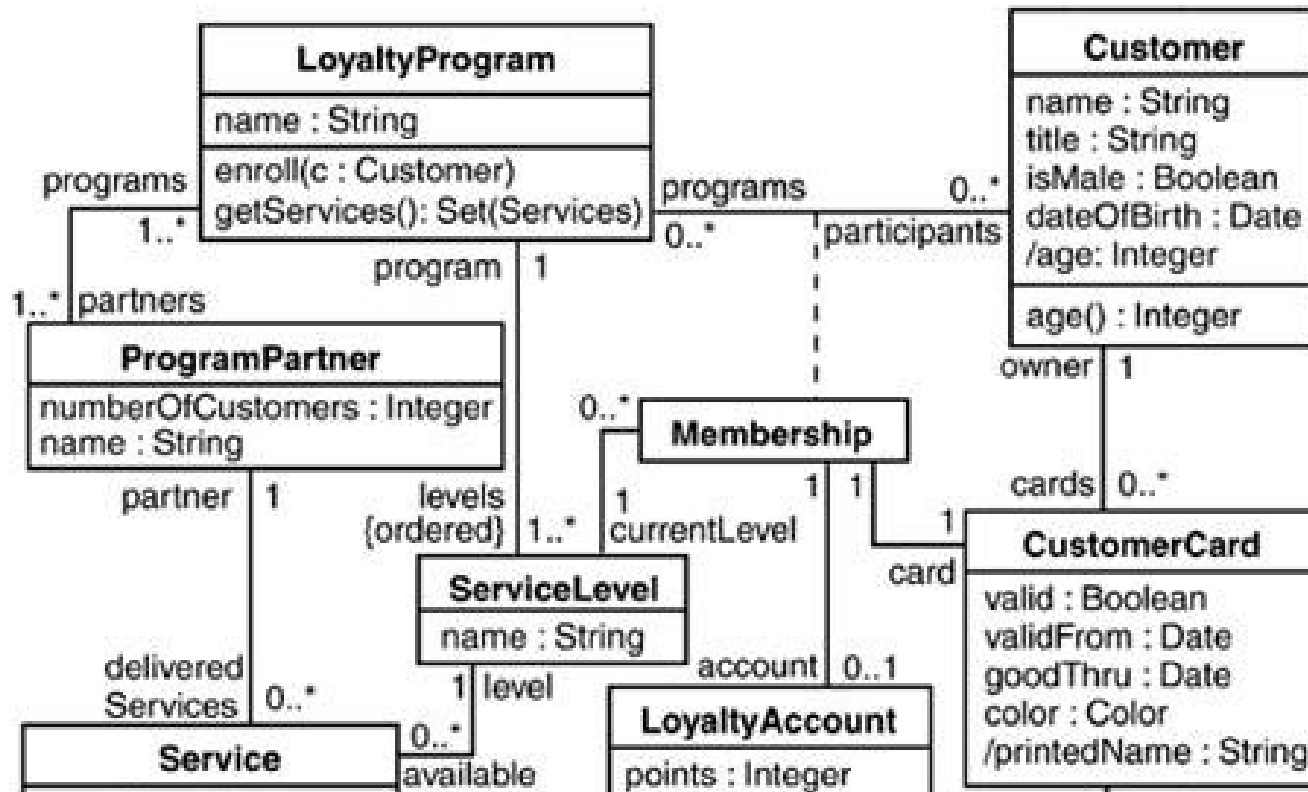 LoyaltyProgram
name : String
enroll(c : Customer)
getServices(): Set(Services)
Customer
name : String
title : String
isMale : Boolean
dateOfBirth : Date
/age: Integer
age() : Integer
programs
1..*
programs
0..*
0..*
participants
program
1
1..*
partners
ProgramPartner
numberOfCustomers : Integer
name : String
owner
1
0..*
Membership
partner
1
levels
{ordered}
1..*
1
currentLevel
1
1
cards
0..*
1
card
CustomerCard
valid : Boolean
validFrom : Date
goodThru : Date
color : Color
/printedName : String
ServiceLevel
name : String
delivered
Services
0..*
1
level
account
0..1
Service
0..*
available
LoyaltyAccount
points : Integer